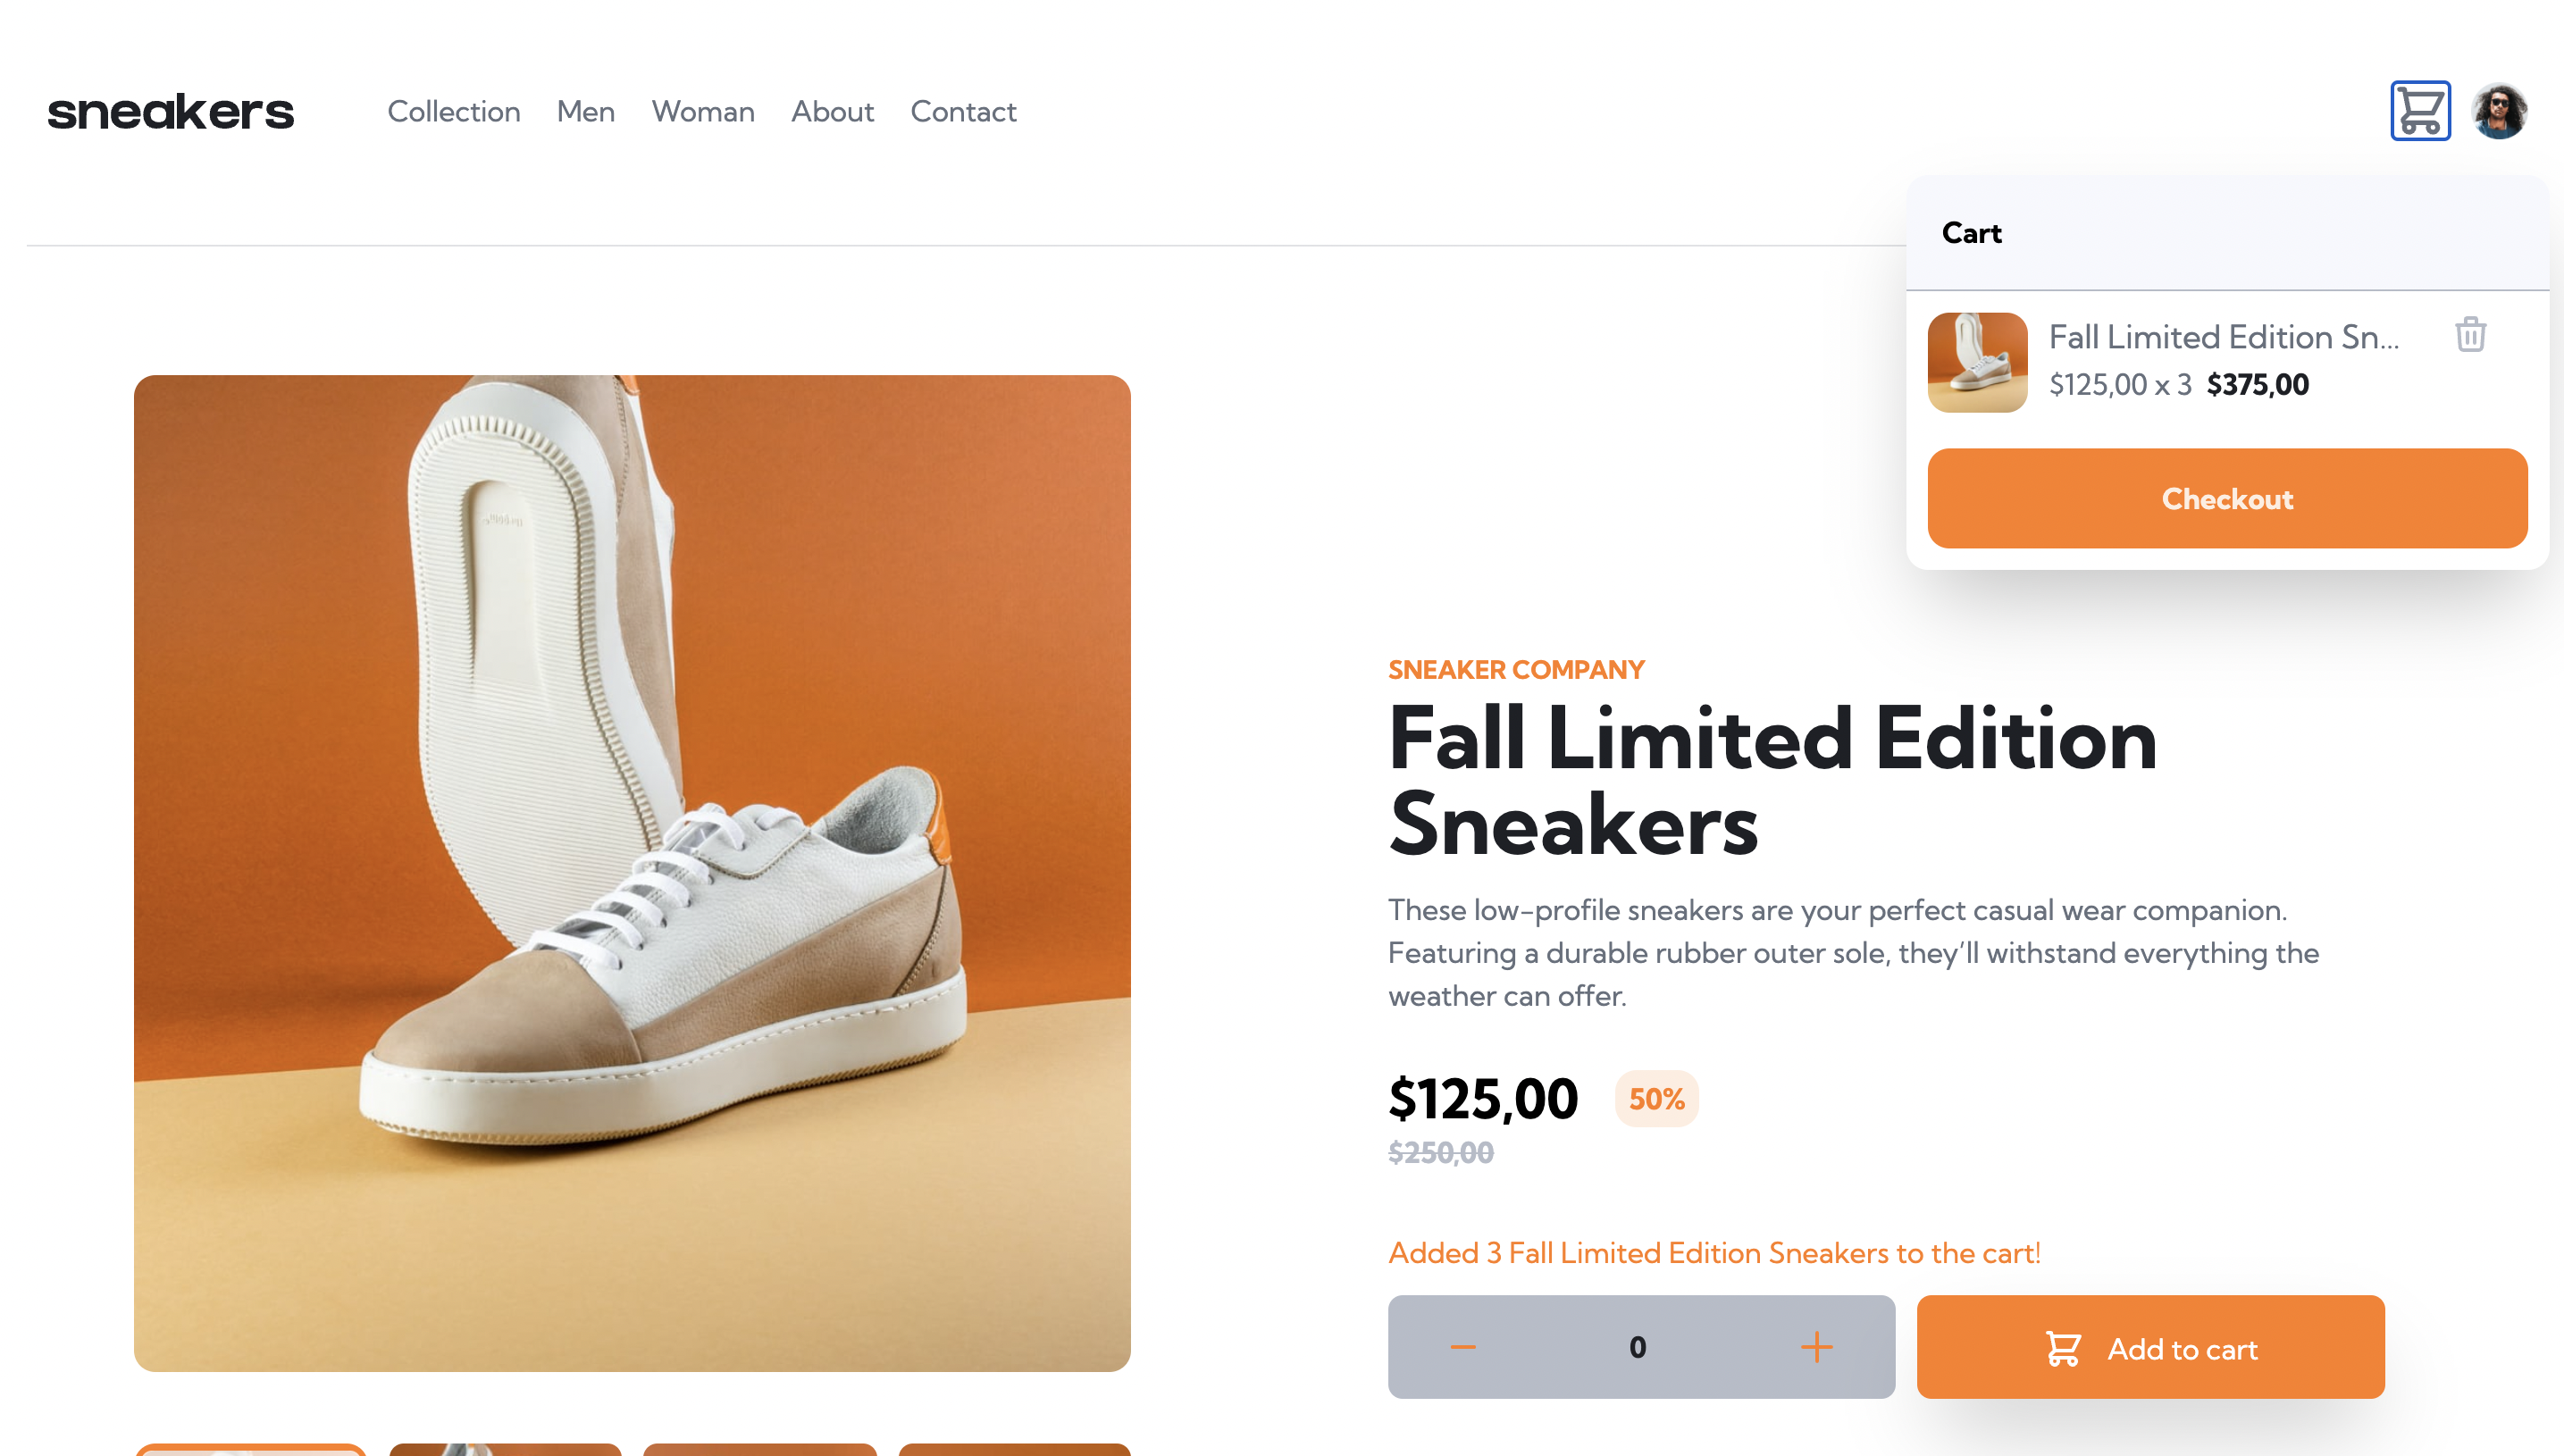 sneakers
Collection Men Woman About Contact
Cart
Fall Limited Edition Sn...
$125,00 x 3 $375,00
Checkout
SNEAKER COMPANY
Fall Limited Edition
Sneakers
These low-profile sneakers are your perfect casual wear companion.
Featuring a durable rubber outer sole, they’ll withstand everything the
weather can offer.
$125,00 50%
$250,00
Added 3 Fall Limited Edition Sneakers to the cart!
0
Add to cart